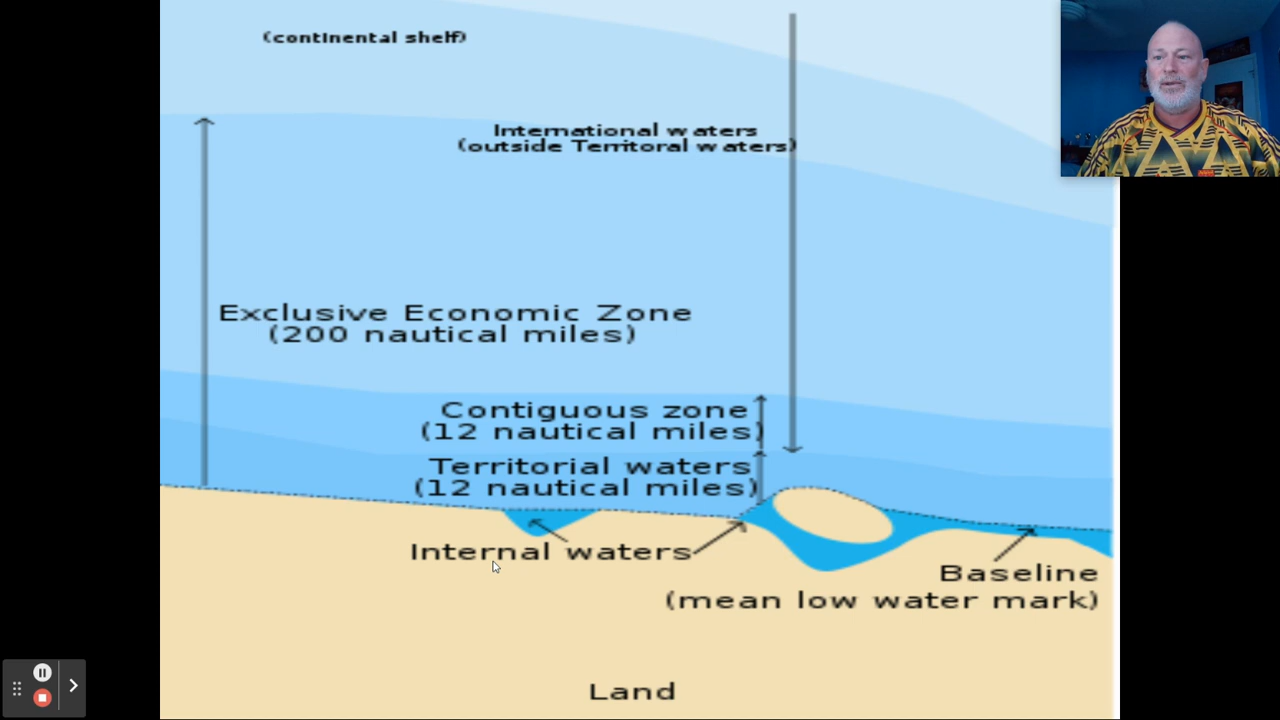 (continental shelf)
International waters
(outside Territoral waters)
Exclusive Economic Zone
(200 nautical miles)
Contiguous zone
(12 nautical miles)
Territorial waters
(12 nautical miles)
Internal waters
Baseline
(mean low water mark)
Land